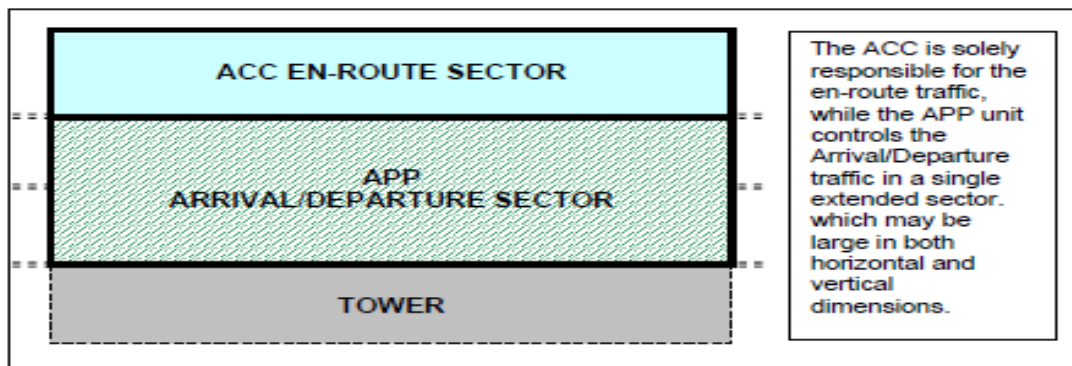 ACC EN-ROUTE SECTOR
APP
ARRIVAL/DEPARTURE SECTOR
TOWER
The ACC is solely
responsible for the
en-route traffic,
while the APP unit
controls the
Arrival/Departure
traffic in a single
extended sector.
which may be
large in both
horizontal and
vertical
dimensions.